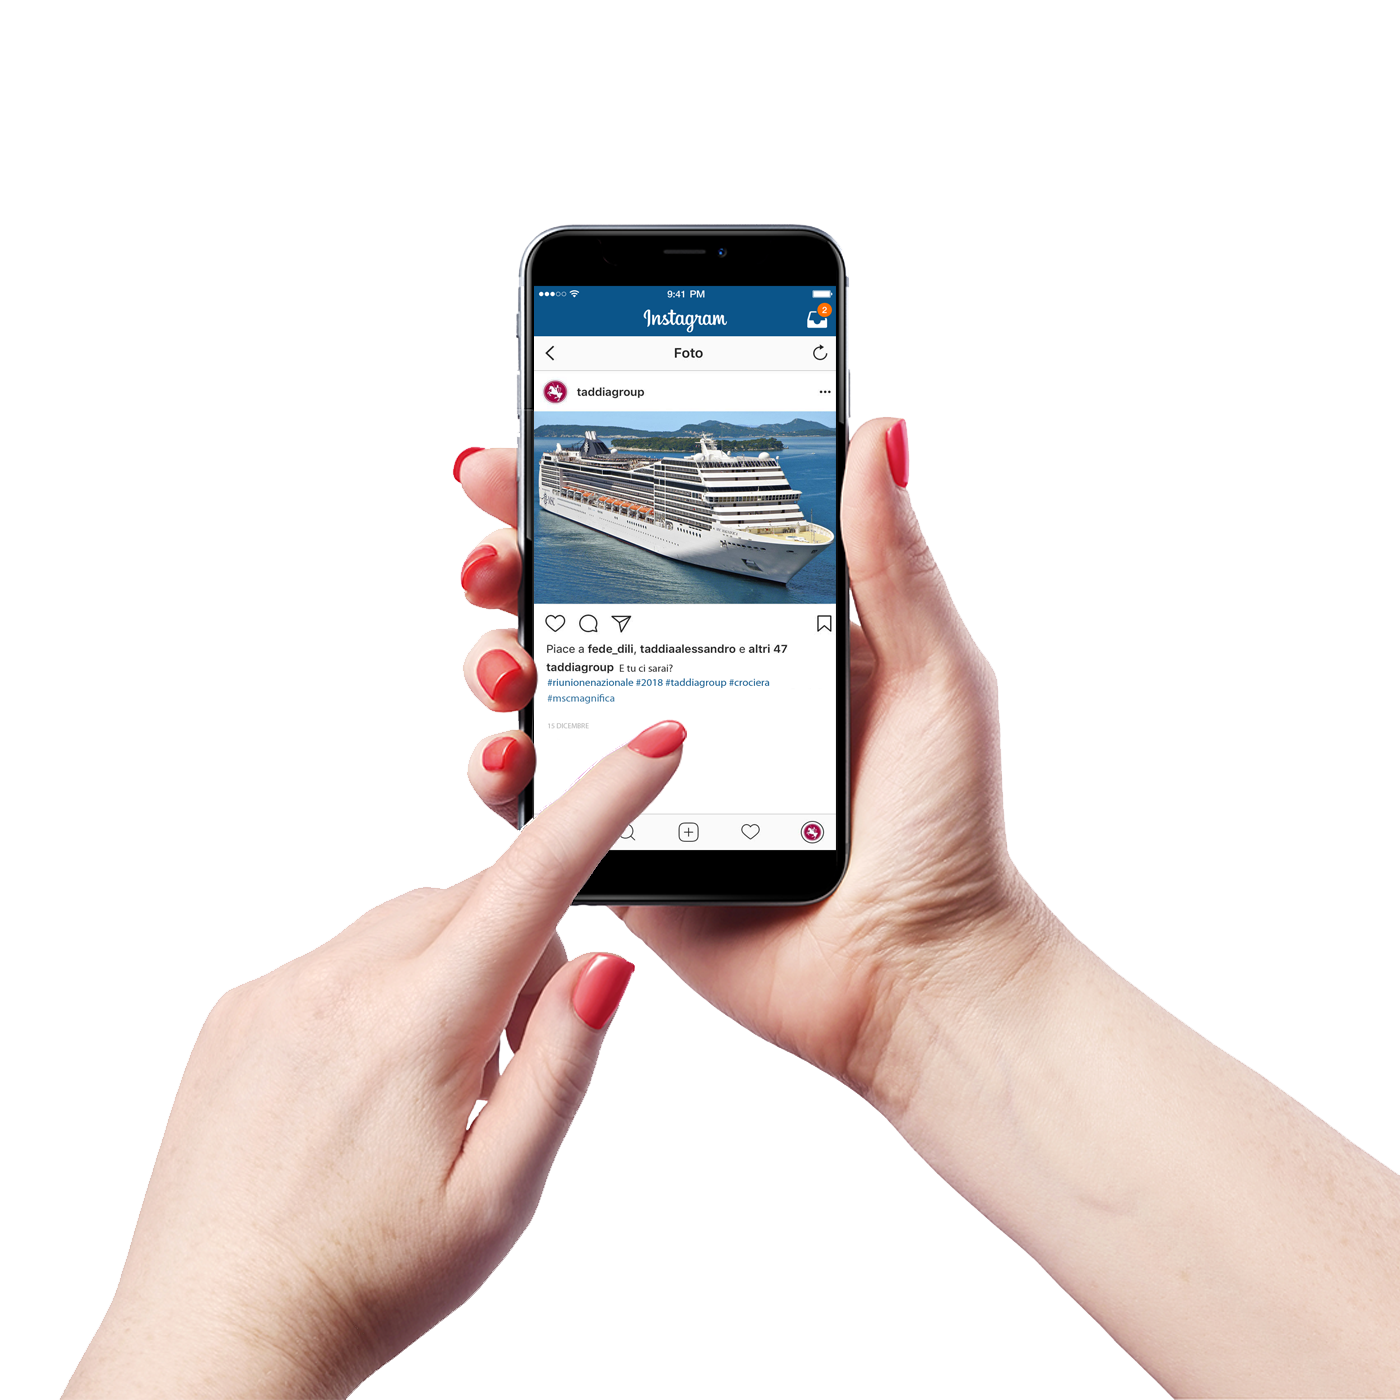 9:41 PM
Instagram
2
Foto
taddiagroup
Piace a fede_dili, taddiaalessandro e altri 47
taddiagroup E tu ci sarai?
#riunionenazionale #2018 #taddiagroup #crociera
#mscmagnifica
15 DICEMBRE